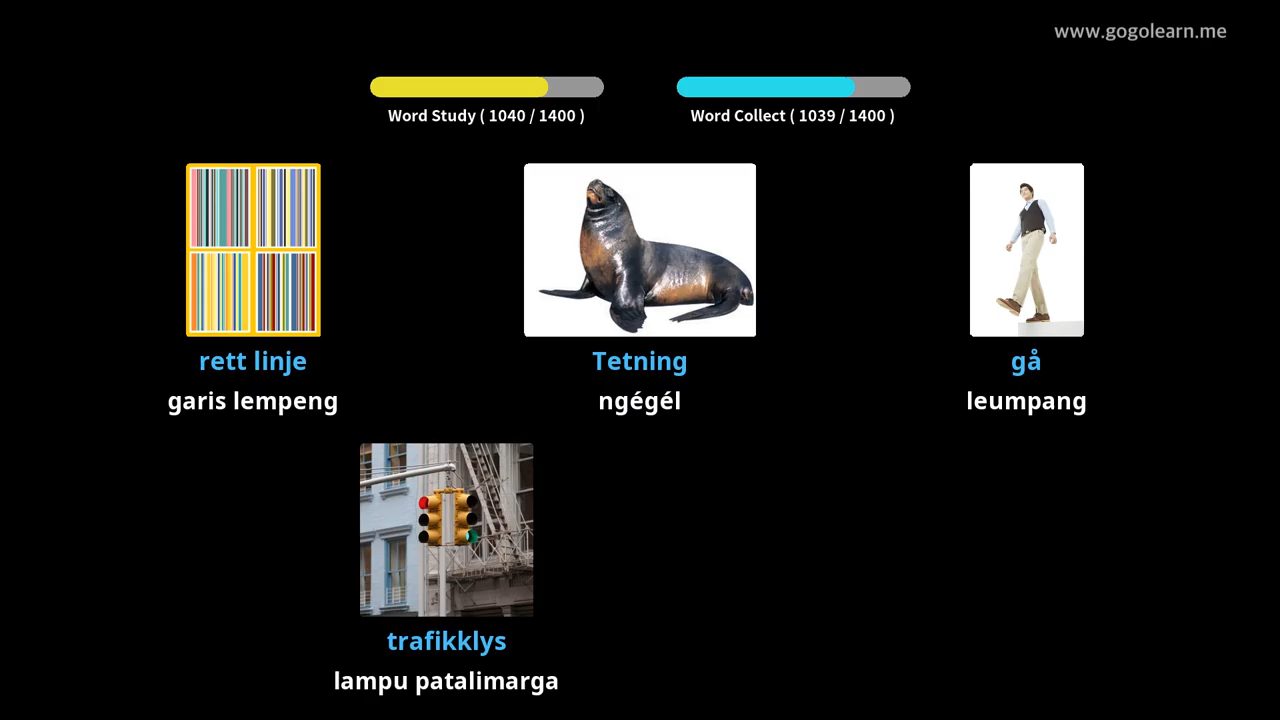 www.gogolearn.me
Word Study ( 1040 / 1400 )
Word Collect ( 1039 / 1400 )
rett linje
Tetning
gå
garis lempeng
ngégél
leumpang
trafikklys
lampu patalimarga